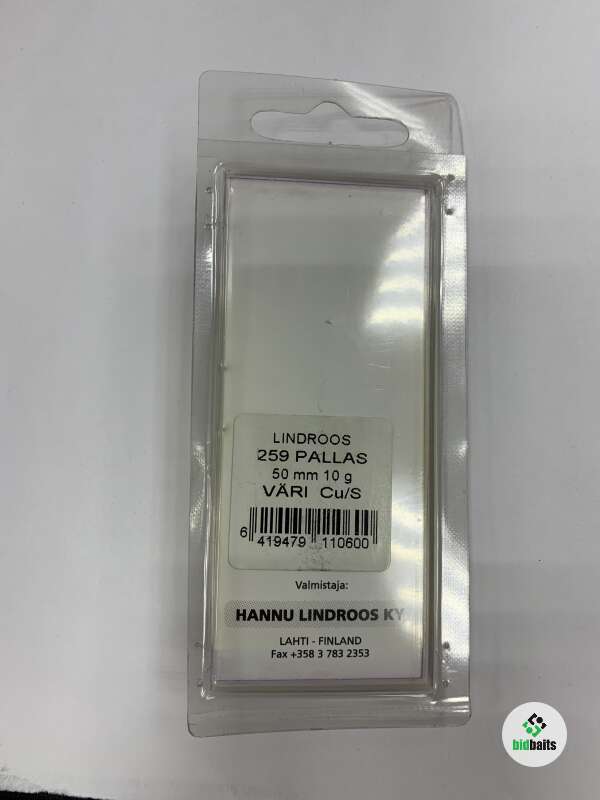 LINDROOS
259 PALLAS
50 mm 10 g
VÄRI Cu/S
6 419479 110600
Valmistaja:
HANNU LINDROOS KY
LAHTI - FINLAND
Fax +358 3 783 2353
bidbaits